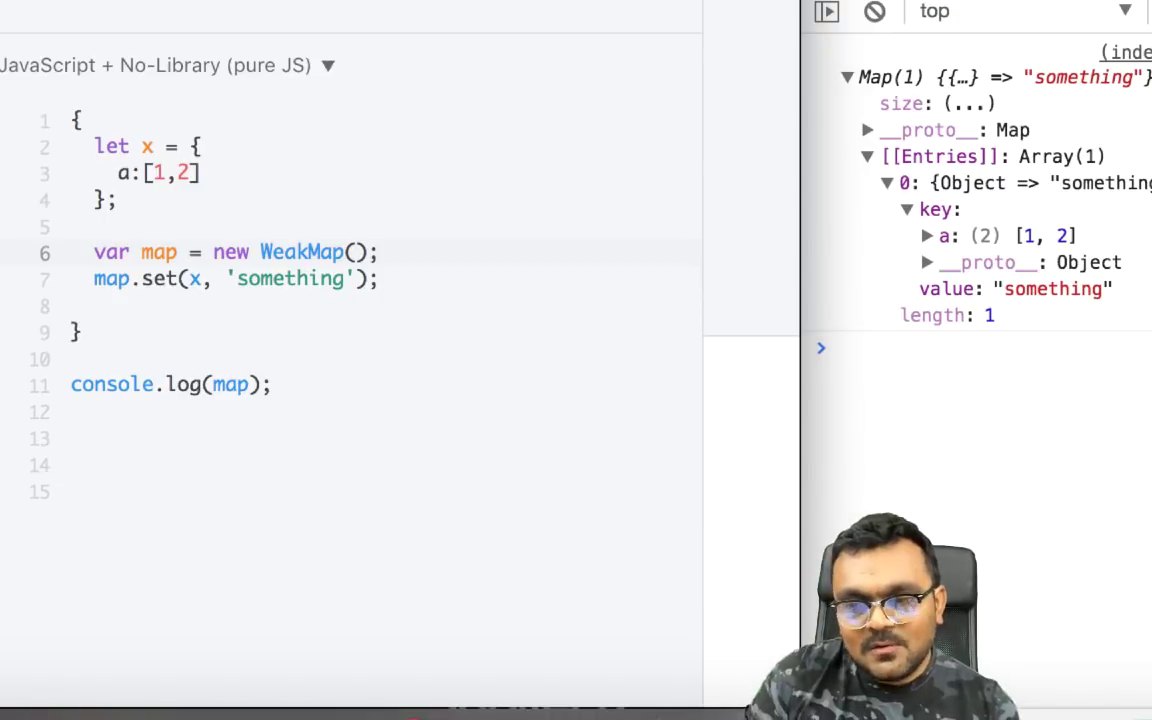 JavaScript + No-Library (pure JS) ▼
1 {
2 let x = {
3 a:[1,2]
4 };
5
6 var map = new WeakMap();
7 map.set(x, 'something');
8
9 }
10
11 console.log(map);
12
13
14
15
top ▼
(inde
▼Map(1) {{…} => "something"}
size: (...)
▶__proto__: Map
▼[[Entries]]: Array(1)
▼0: {Object => "something
▼key:
▶a: (2) [1, 2]
▶__proto__: Object
value: "something"
length: 1
>